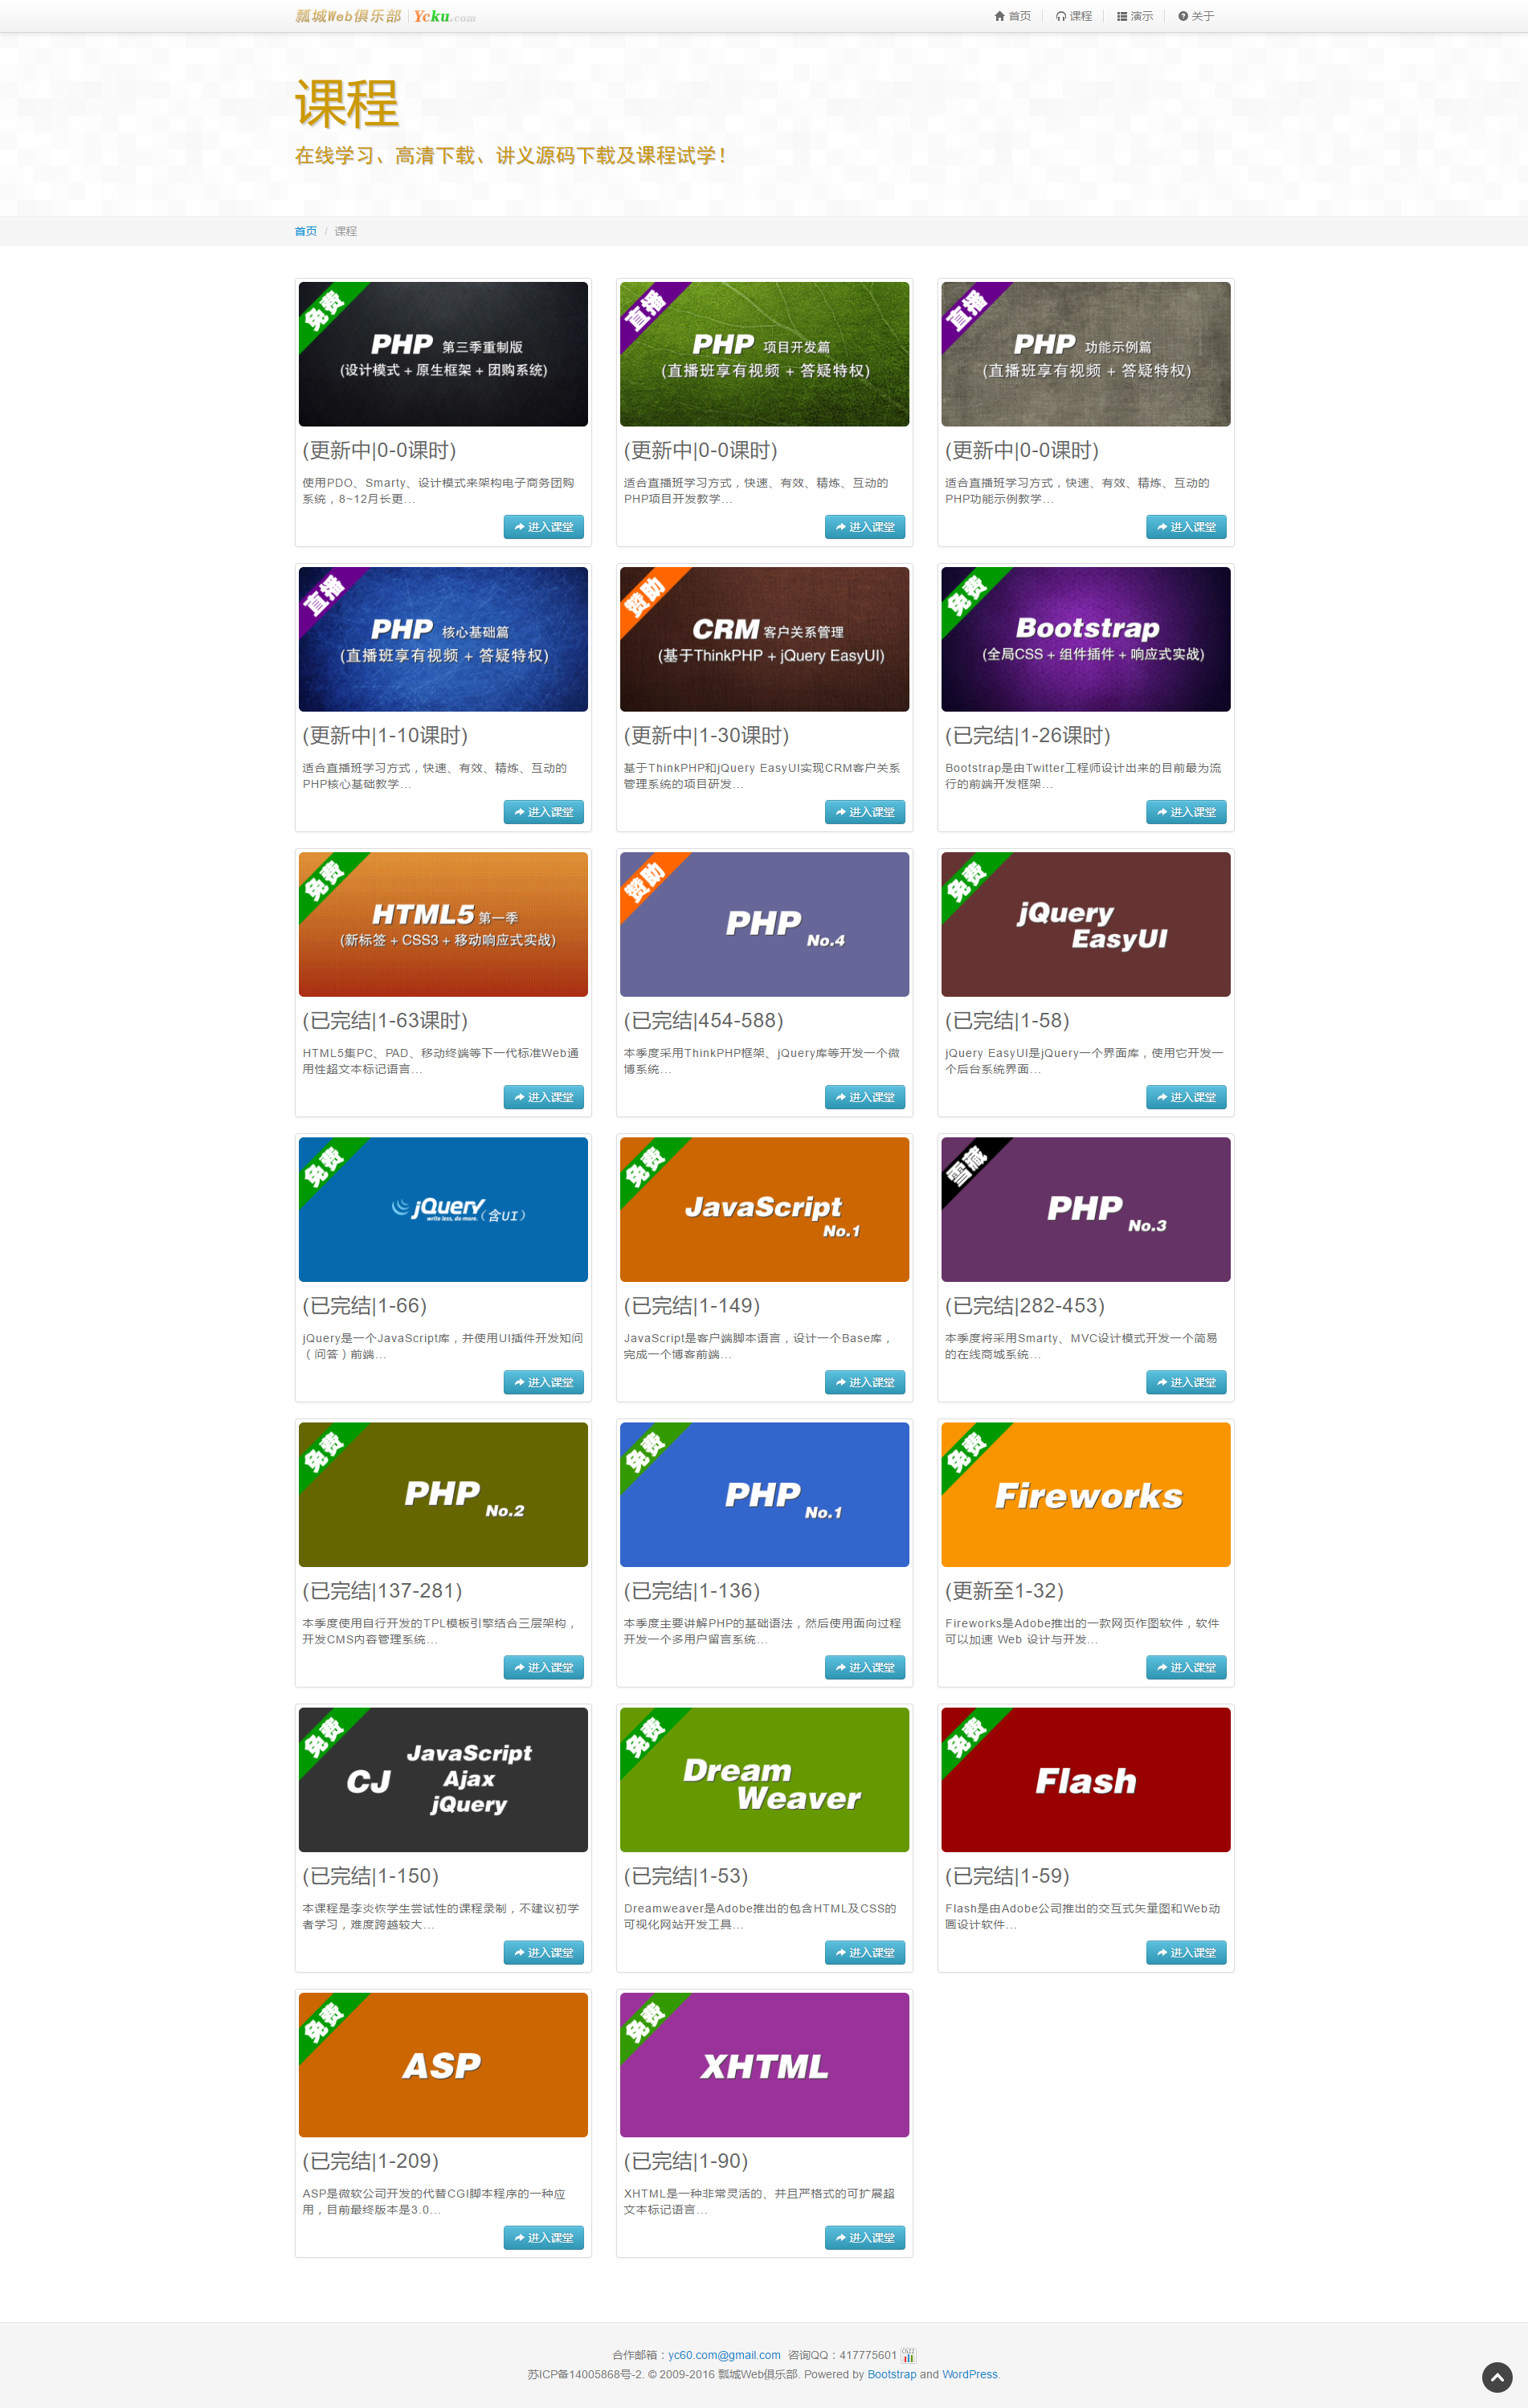 瓢城Web俱乐部 Ycku.com
首页 课程 演示 关于
课程
在线学习、高清下载、讲义源码下载及课程试学！
首页 / 课程
免费
PHP 第三季重制版
(设计模式 + 原生框架 + 团购系统)
(更新中|0-0课时)
使用PDO、Smarty、设计模式来架构电子商务团购
系统，8~12月长更...
进入课堂
直播
PHP 项目开发篇
(直播班享有视频 + 答疑特权)
(更新中|0-0课时)
适合直播班学习方式，快速、有效、精炼、互动的
PHP项目开发教学...
进入课堂
直播
PHP 功能示例篇
(直播班享有视频 + 答疑特权)
(更新中|0-0课时)
适合直播班学习方式，快速、有效、精炼、互动的
PHP功能示例教学...
进入课堂
直播
PHP 核心基础篇
(直播班享有视频 + 答疑特权)
(更新中|1-10课时)
适合直播班学习方式，快速、有效、精炼、互动的
PHP核心基础教学...
进入课堂
赞助
CRM 客户关系管理
(基于ThinkPHP + jQuery EasyUI)
(更新中|1-30课时)
基于ThinkPHP和jQuery EasyUI实现CRM客户关系
管理系统的项目研发...
进入课堂
免费
Bootstrap
(全局CSS + 组件插件 + 响应式实战)
(已完结|1-26课时)
Bootstrap是由Twitter工程师设计出来的目前最为流
行的前端开发框架...
进入课堂
免费
HTML5 第一季
(新标签 + CSS3 + 移动响应式实战)
(已完结|1-63课时)
HTML5集PC、PAD、移动终端等下一代标准Web通
用性超文本标记语言...
进入课堂
赞助
PHP No.4
(已完结|454-588)
本季度采用ThinkPHP框架、jQuery库等开发一个微
博系统...
进入课堂
免费
jQuery
EasyUI
(已完结|1-58)
jQuery EasyUI是jQuery一个界面库，使用它开发一
个后台系统界面...
进入课堂
免费
jQuery (含UI)
write less, do more.
(已完结|1-66)
jQuery是一个JavaScript库，并使用UI插件开发知问
（问答）前端...
进入课堂
免费
JavaScript
No.1
(已完结|1-149)
JavaScript是客户端脚本语言，设计一个Base库，
完成一个博客前端...
进入课堂
雪藏
PHP No.3
(已完结|282-453)
本季度将采用Smarty、MVC设计模式开发一个简易
的在线商城系统...
进入课堂
免费
PHP No.2
(已完结|137-281)
本季度使用自行开发的TPL模板引擎结合三层架构，
开发CMS内容管理系统...
进入课堂
免费
PHP No.1
(已完结|1-136)
本季度主要讲解PHP的基础语法，然后使用面向过程
开发一个多用户留言系统...
进入课堂
免费
Fireworks
(更新至1-32)
Fireworks是Adobe推出的一款网页作图软件，软件
可以加速 Web 设计与开发...
进入课堂
免费
CJ
JavaScript
Ajax
jQuery
(已完结|1-150)
本课程是李炎恢学生尝试性的课程录制，不建议初学
者学习，难度跨越较大...
进入课堂
免费
Dream
Weaver
(已完结|1-53)
Dreamweaver是Adobe推出的包含HTML及CSS的
可视化网站开发工具...
进入课堂
免费
Flash
(已完结|1-59)
Flash是由Adobe公司推出的交互式矢量图和Web动
画设计软件...
进入课堂
免费
ASP
(已完结|1-209)
ASP是微软公司开发的代替CGI脚本程序的一种应
用，目前最终版本是3.0...
进入课堂
免费
XHTML
(已完结|1-90)
XHTML是一种非常灵活的、并且严格式的可扩展超
文本标记语言...
进入课堂
合作邮箱：yc60.com@gmail.com 咨询QQ：417775601
苏ICP备14005868号-2. © 2009-2016 瓢城Web俱乐部. Powered by Bootstrap and WordPress.